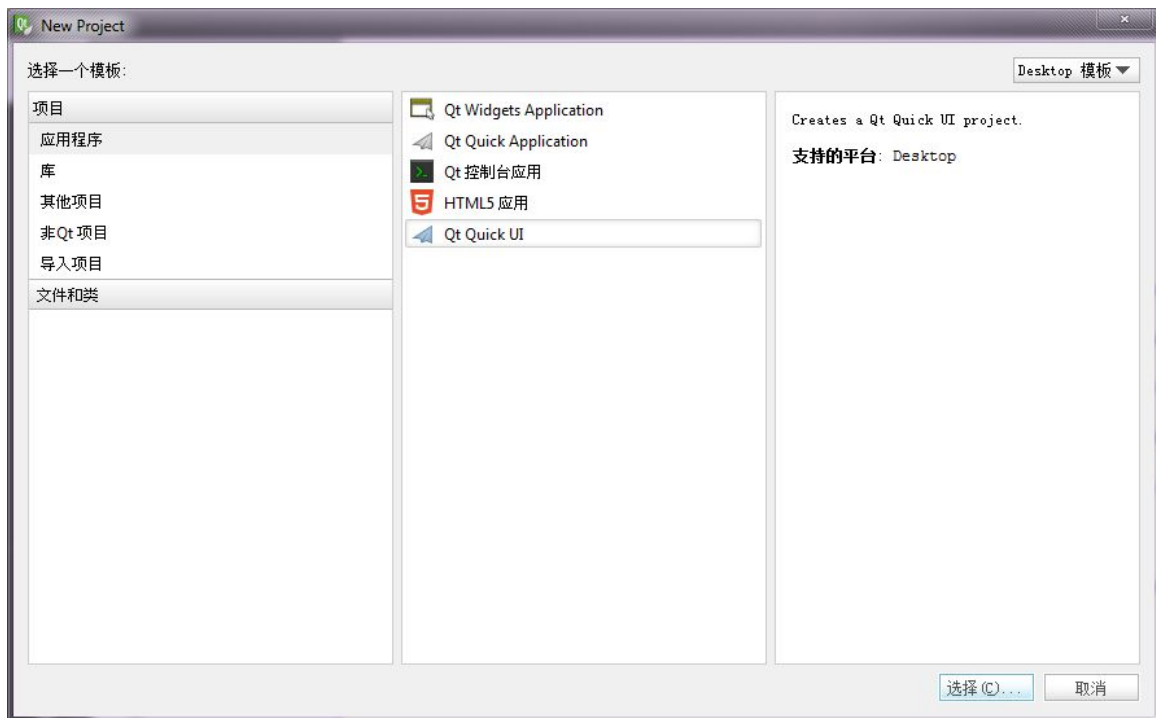 New Project
选择一个模板:
Desktop 模板
项目
应用程序
库
其他项目
非Qt 项目
导入项目
文件和类
Qt Widgets Application
Qt Quick Application
Qt 控制台应用
HTML5 应用
Qt Quick UI
Creates a Qt Quick UI project.
支持的平台: Desktop
选择(C)...
取消